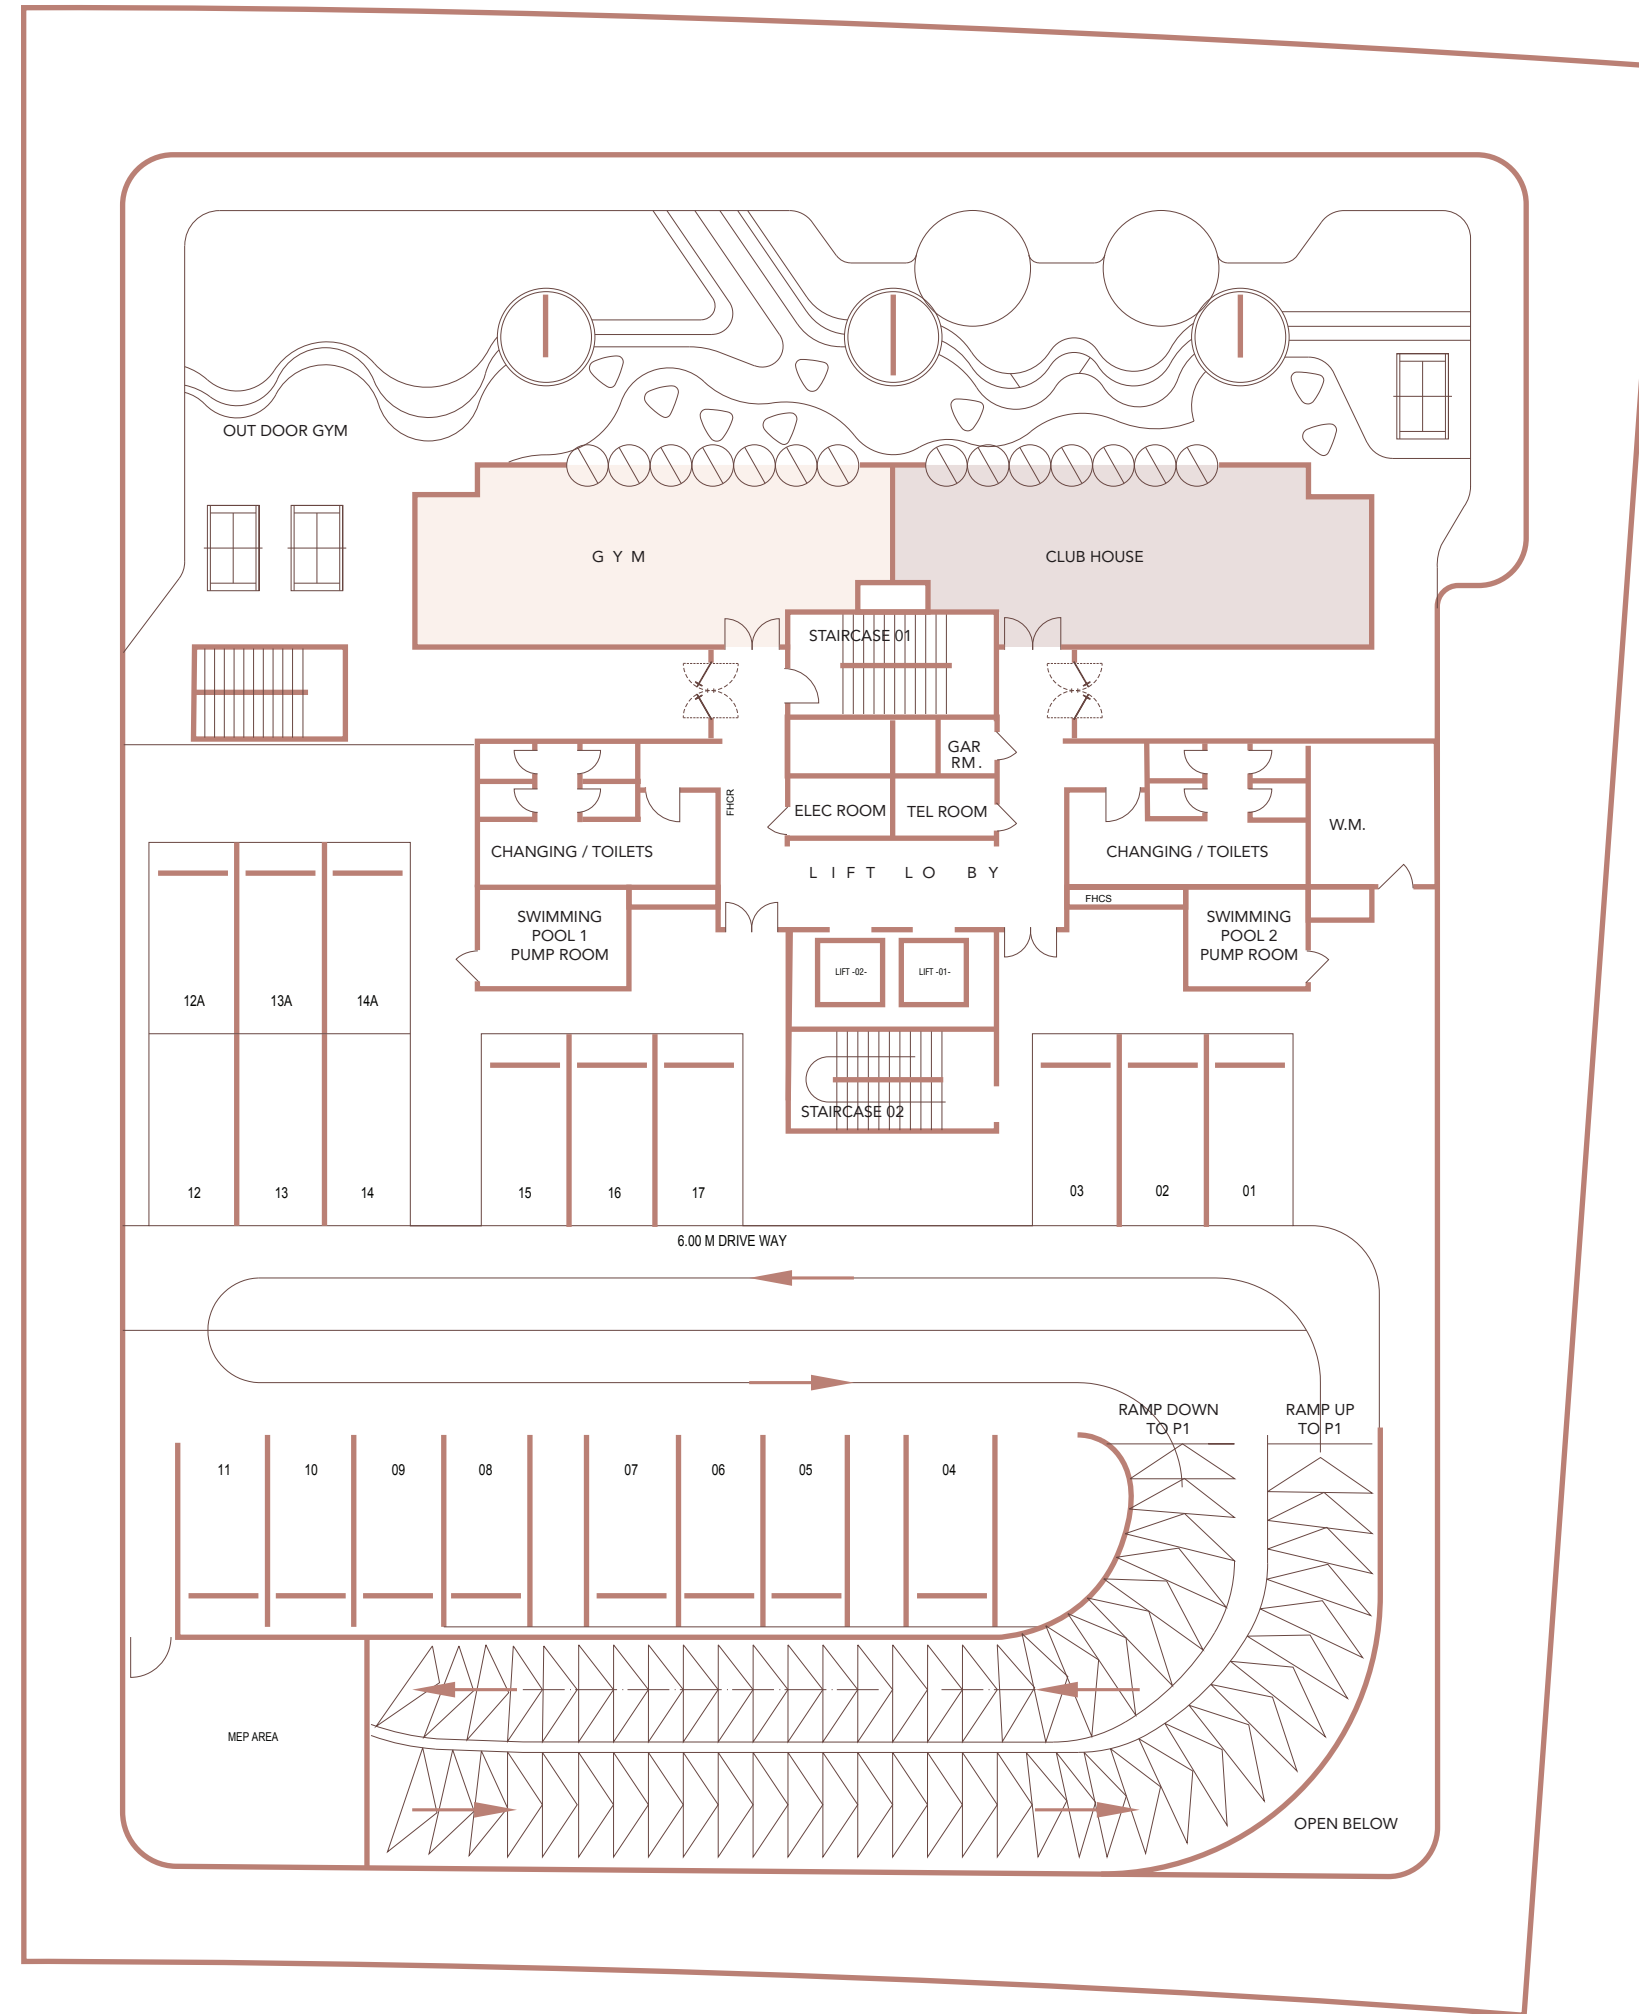 OUT DOOR GYM
G Y M
CLUB HOUSE
STAIRCASE 01
GAR
RM.
FHCR
ELEC ROOM
TEL ROOM
W.M.
CHANGING / TOILETS
CHANGING / TOILETS
L I F T LO B Y
FHCS
SWIMMING
POOL 1
PUMP ROOM
SWIMMING
POOL 2
PUMP ROOM
LIFT -02-
LIFT -01-
12A
13A
14A
STAIRCASE 02
12
13
14
15
16
17
03
02
01
6.00 M DRIVE WAY
RAMP DOWN
TO P1
RAMP UP
TO P1
11
10
09
08
07
06
05
04
MEP AREA
OPEN BELOW